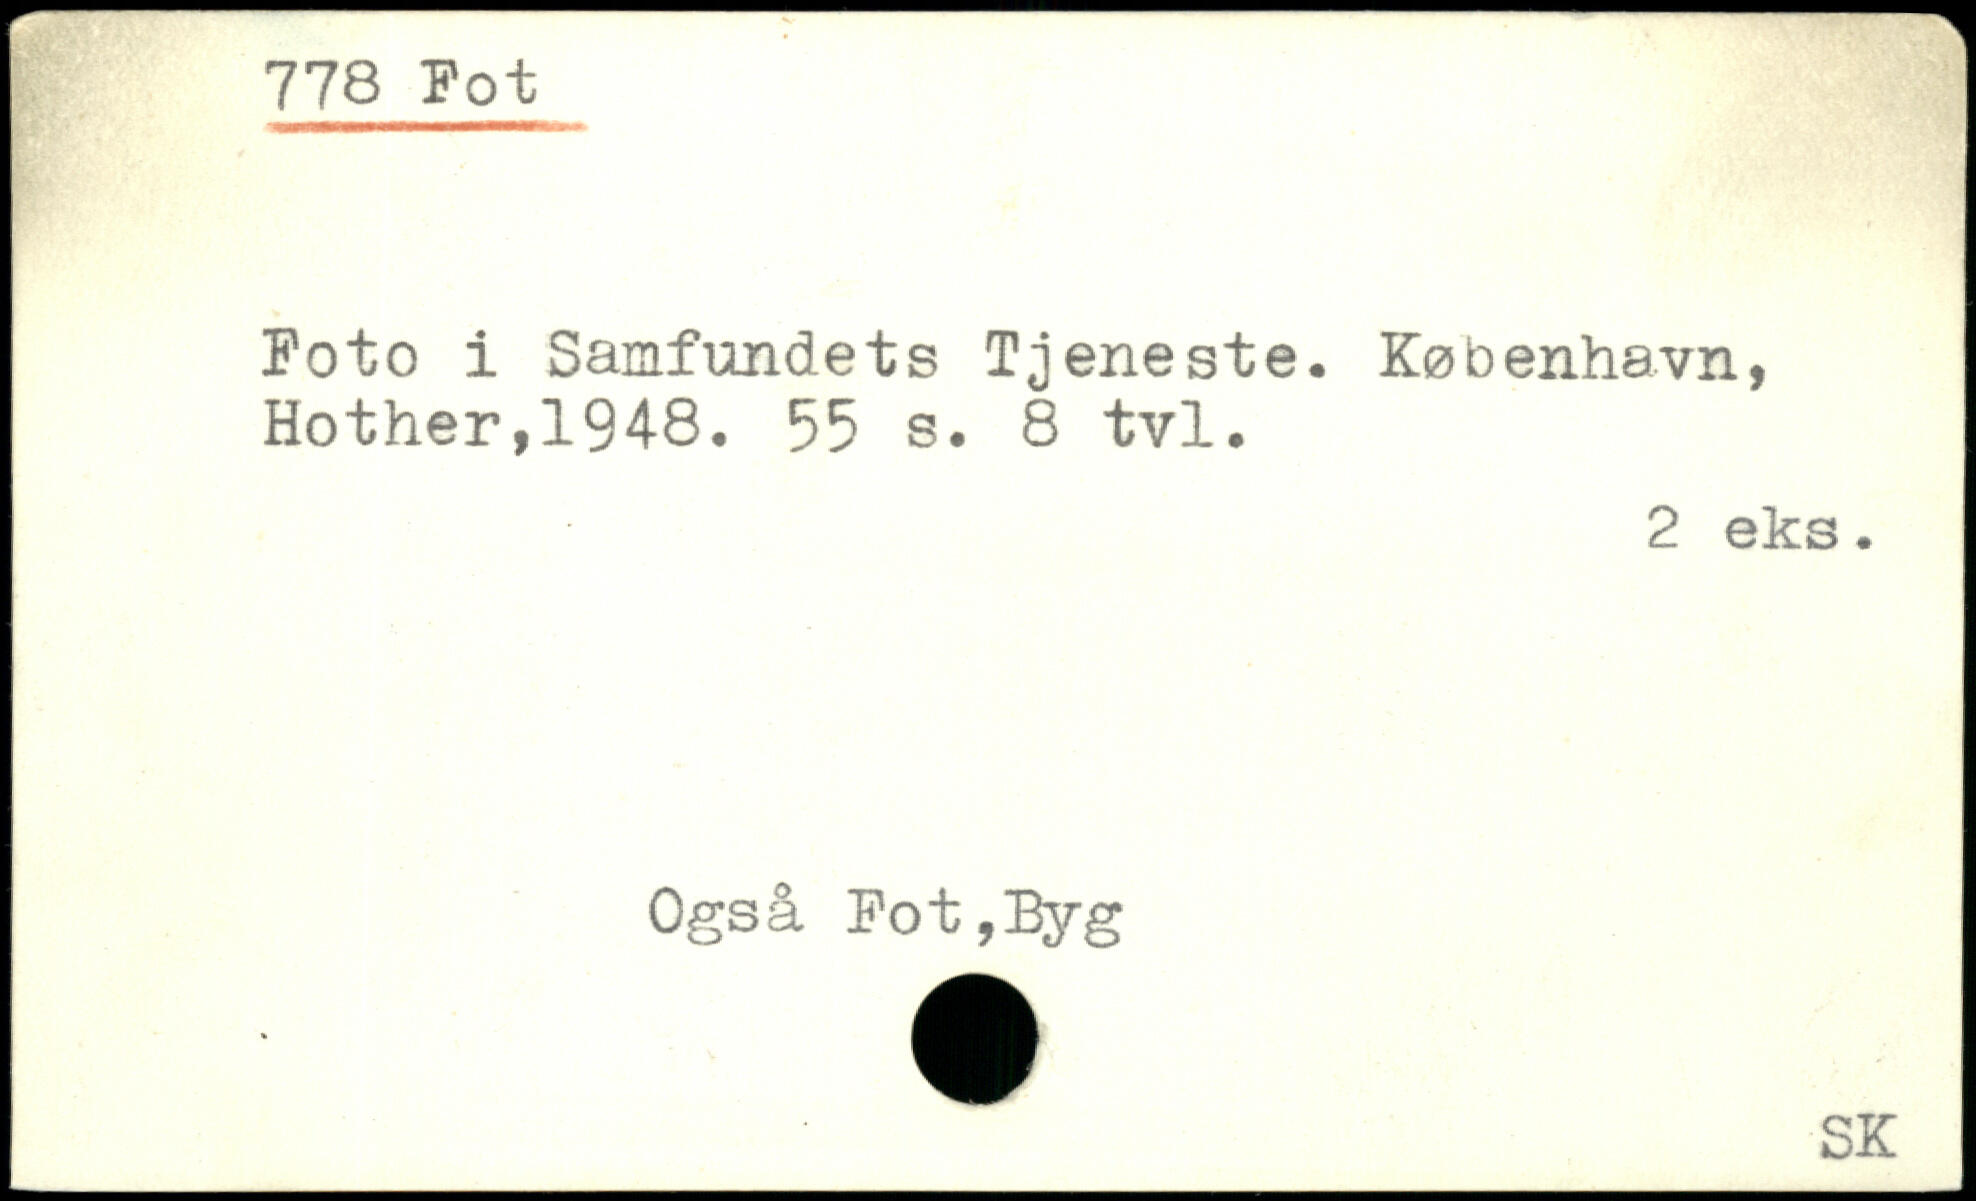 778 Fot
Foto i Samfundets Tjeneste. København,
Hother,1948. 55 s. 8 tvl.
2 eks.
Også Fot,Byg
SK